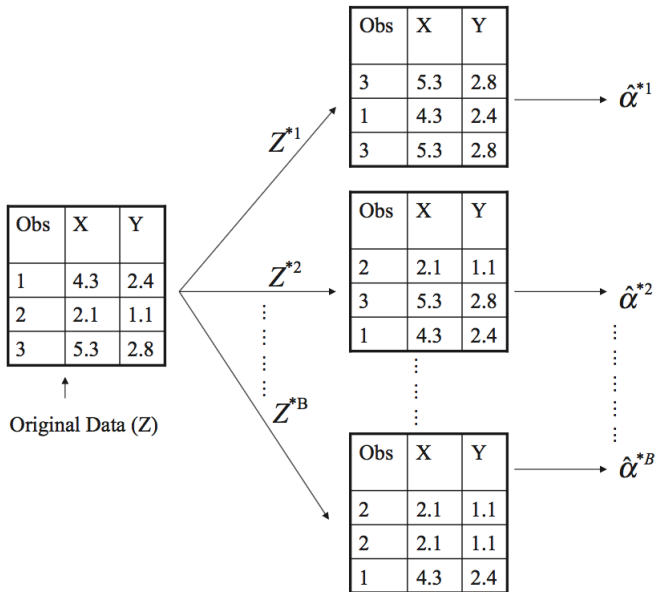 Obs X Y
3 5.3 2.8
1 4.3 2.4
3 5.3 2.8
α̂*1
Z*1
Obs X Y
1 4.3 2.4
2 2.1 1.1
3 5.3 2.8
Original Data (Z)
Z*2
Obs X Y
2 2.1 1.1
3 5.3 2.8
1 4.3 2.4
α̂*2
Z*B
Obs X Y
2 2.1 1.1
2 2.1 1.1
1 4.3 2.4
α̂*B